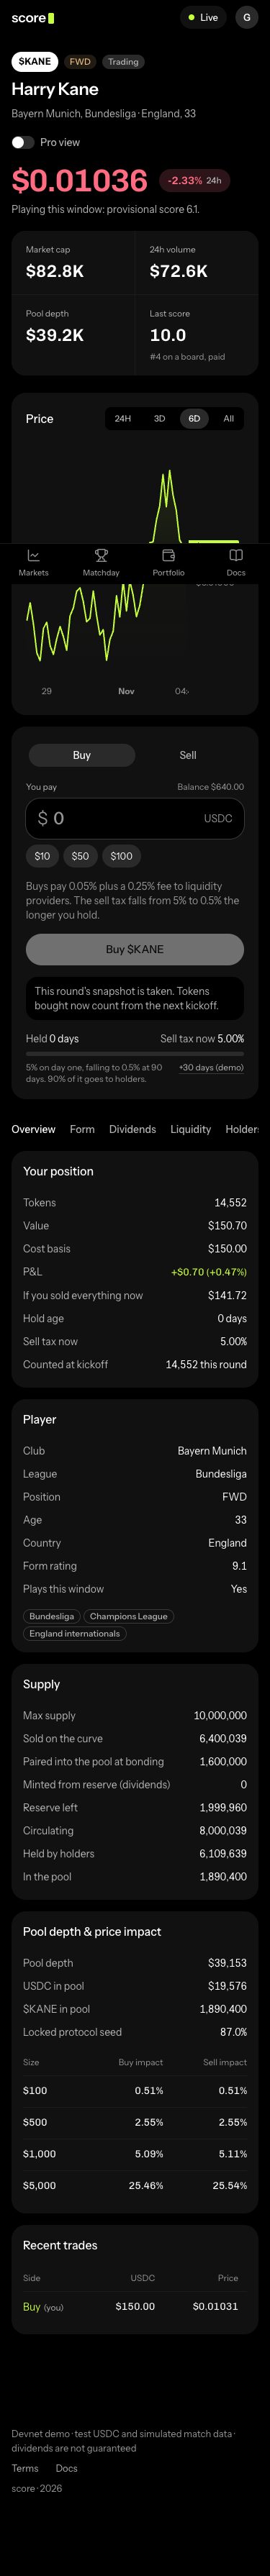 score
Live
G
$KANE
FWD
Trading
Harry Kane
Bayern Munich, Bundesliga · England, 33
Pro view
$0.01036
-2.33% 24h
Playing this window: provisional score 6.1.
Market cap
$82.8K
24h volume
$72.6K
Pool depth
$39.2K
Last score
10.0
#4 on a board, paid
Price
24H
3D
6D
All
Markets
Matchday
Portfolio
Docs
29
Nov
04:
Buy
Sell
You pay
Balance $640.00
$ 0
USDC
$10
$50
$100
Buys pay 0.05% plus a 0.25% fee to liquidity
providers. The sell tax falls from 5% to 0.5% the
longer you hold.
Buy $KANE
This round's snapshot is taken. Tokens
bought now count from the next kickoff.
Held 0 days
Sell tax now 5.00%
5% on day one, falling to 0.5% at 90
days. 90% of it goes to holders.
+30 days (demo)
Overview
Form
Dividends
Liquidity
Holders
Your position
Tokens 14,552
Value $150.70
Cost basis $150.00
P&L +$0.70 (+0.47%)
If you sold everything now $141.72
Hold age 0 days
Sell tax now 5.00%
Counted at kickoff 14,552 this round
Player
Club Bayern Munich
League Bundesliga
Position FWD
Age 33
Country England
Form rating 9.1
Plays this window Yes
Bundesliga
Champions League
England internationals
Supply
Max supply 10,000,000
Sold on the curve 6,400,039
Paired into the pool at bonding 1,600,000
Minted from reserve (dividends) 0
Reserve left 1,999,960
Circulating 8,000,039
Held by holders 6,109,639
In the pool 1,890,400
Pool depth & price impact
Pool depth $39,153
USDC in pool $19,576
$KANE in pool 1,890,400
Locked protocol seed 87.0%
Size Buy impact Sell impact
$100 0.51% 0.51%
$500 2.55% 2.55%
$1,000 5.09% 5.11%
$5,000 25.46% 25.54%
Recent trades
Side USDC Price
Buy (you) $150.00 $0.01031
Devnet demo · test USDC and simulated match data ·
dividends are not guaranteed
Terms
Docs
score · 2026